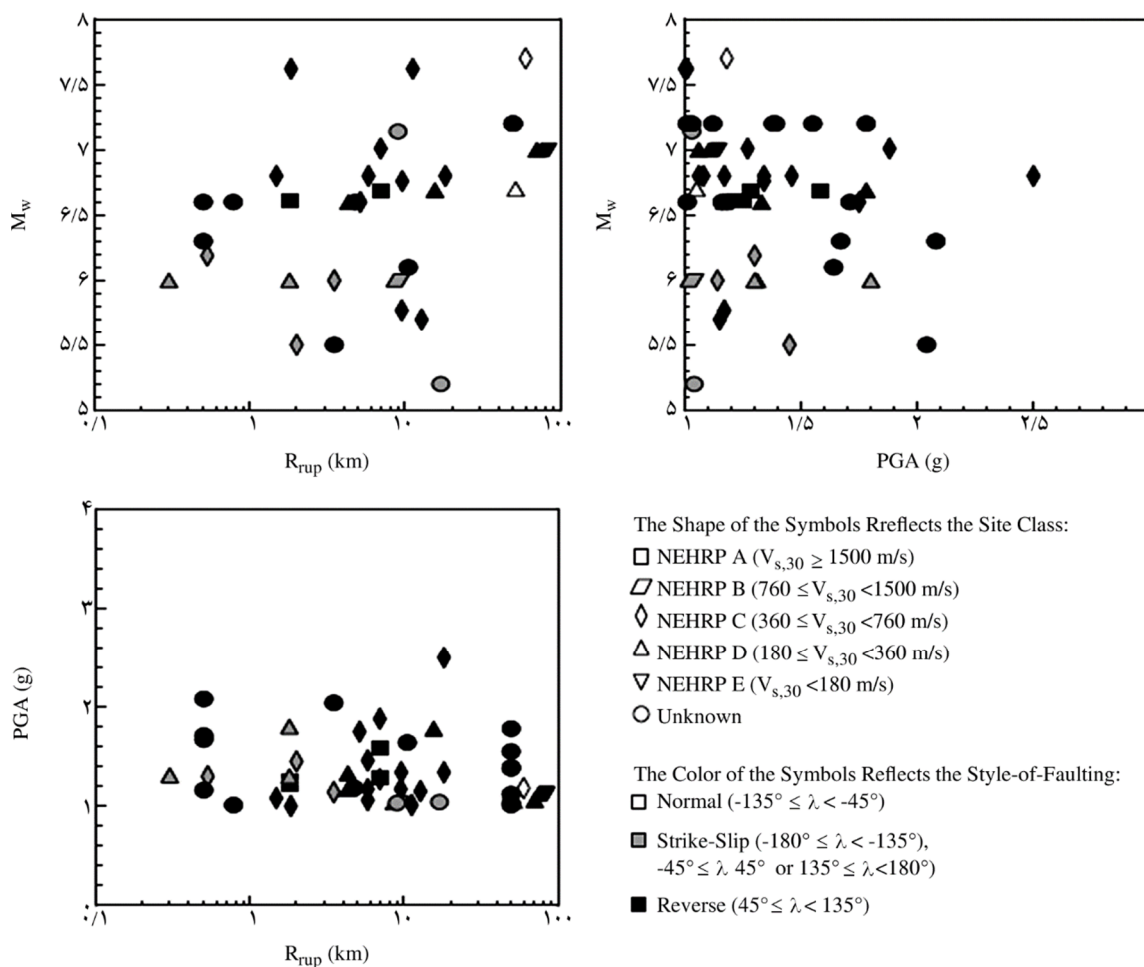 ۸
۷/۵
۷
۶/۵
۶
۵/۵
۵
M_w
۰/۱
۱
۱۰
۱۰۰
R_rup (km)
۸
۷/۵
۷
۶/۵
۶
۵/۵
۵
M_w
۱
۱/۵
۲
۲/۵
PGA (g)
۴
۳
۲
۱
۰
PGA (g)
۰/۱
۱
۱۰
۱۰۰
R_rup (km)
The Shape of the Symbols Rreflects the Site Class:
NEHRP A (V_s,30 ≥ 1500 m/s)
NEHRP B (760 ≤ V_s,30 <1500 m/s)
NEHRP C (360 ≤ V_s,30 <760 m/s)
NEHRP D (180 ≤ V_s,30 <360 m/s)
NEHRP E (V_s,30 <180 m/s)
Unknown
The Color of the Symbols Reflects the Style-of-Faulting:
Normal (-135° ≤ λ < -45°)
Strike-Slip (-180° ≤ λ < -135°),
-45° ≤ λ 45° or 135° ≤ λ<180°)
Reverse (45° ≤ λ < 135°)